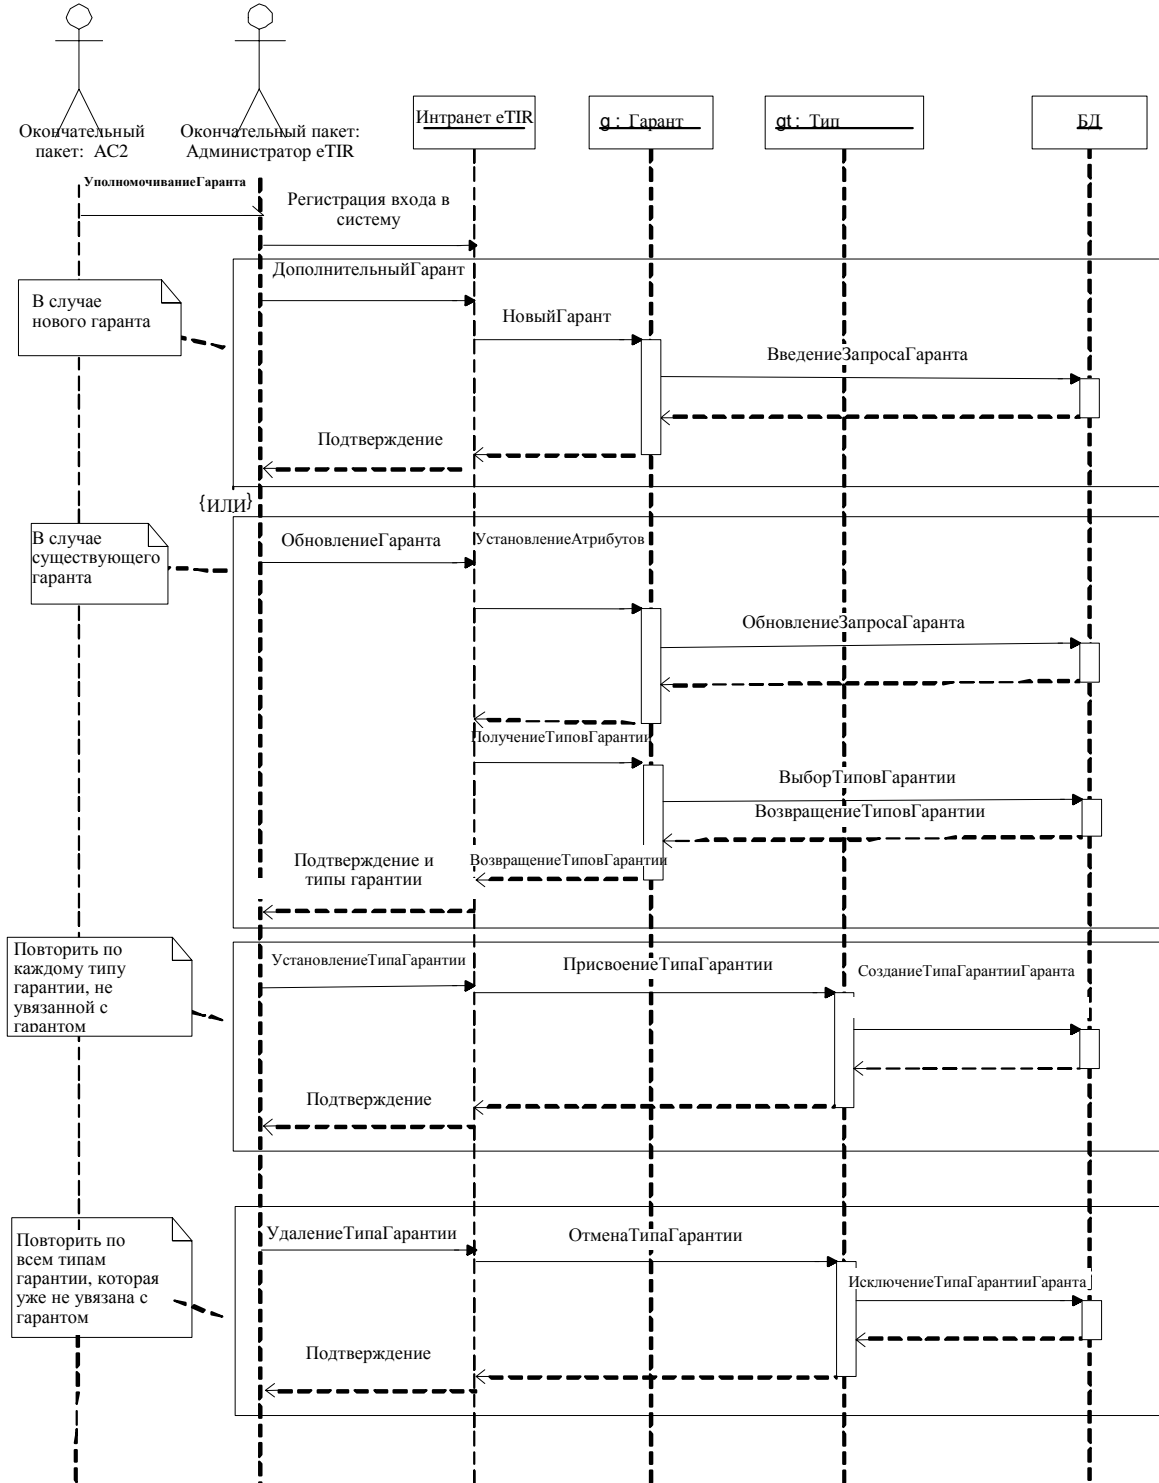 Окончательный
пакет: АС2
Окончательный пакет:
Администратор eTIR
Интранет eTIR
g : Гарант
gt : Тип
БД
УполномочиваниеГаранта
Регистрация входа в
систему
ДополнительныйГарант
В случае
нового гаранта
НовыйГарант
ВведениеЗапросаГаранта
Подтверждение
{ИЛИ}
В случае
существующего
гаранта
ОбновлениеГаранта
УстановлениеАтрибутов
ОбновлениеЗапросаГаранта
ПолучениеТиповГарантии
ВыборТиповГарантии
ВозвращениеТиповГарантии
Подтверждение и
типы гарантии
ВозвращениеТиповГарантии
Повторить по
каждому типу
гарантии, не
увязанной с
гарантом
УстановлениеТипаГарантии
ПрисвоениеТипаГарантии
СозданиеТипаГарантииГаранта
Подтверждение
Повторить по
всем типам
гарантии, которая
уже не увязана с
гарантом
УдалениеТипаГарантии
ОтменаТипаГарантии
ИсключениеТипаГарантииГаранта
Подтверждение